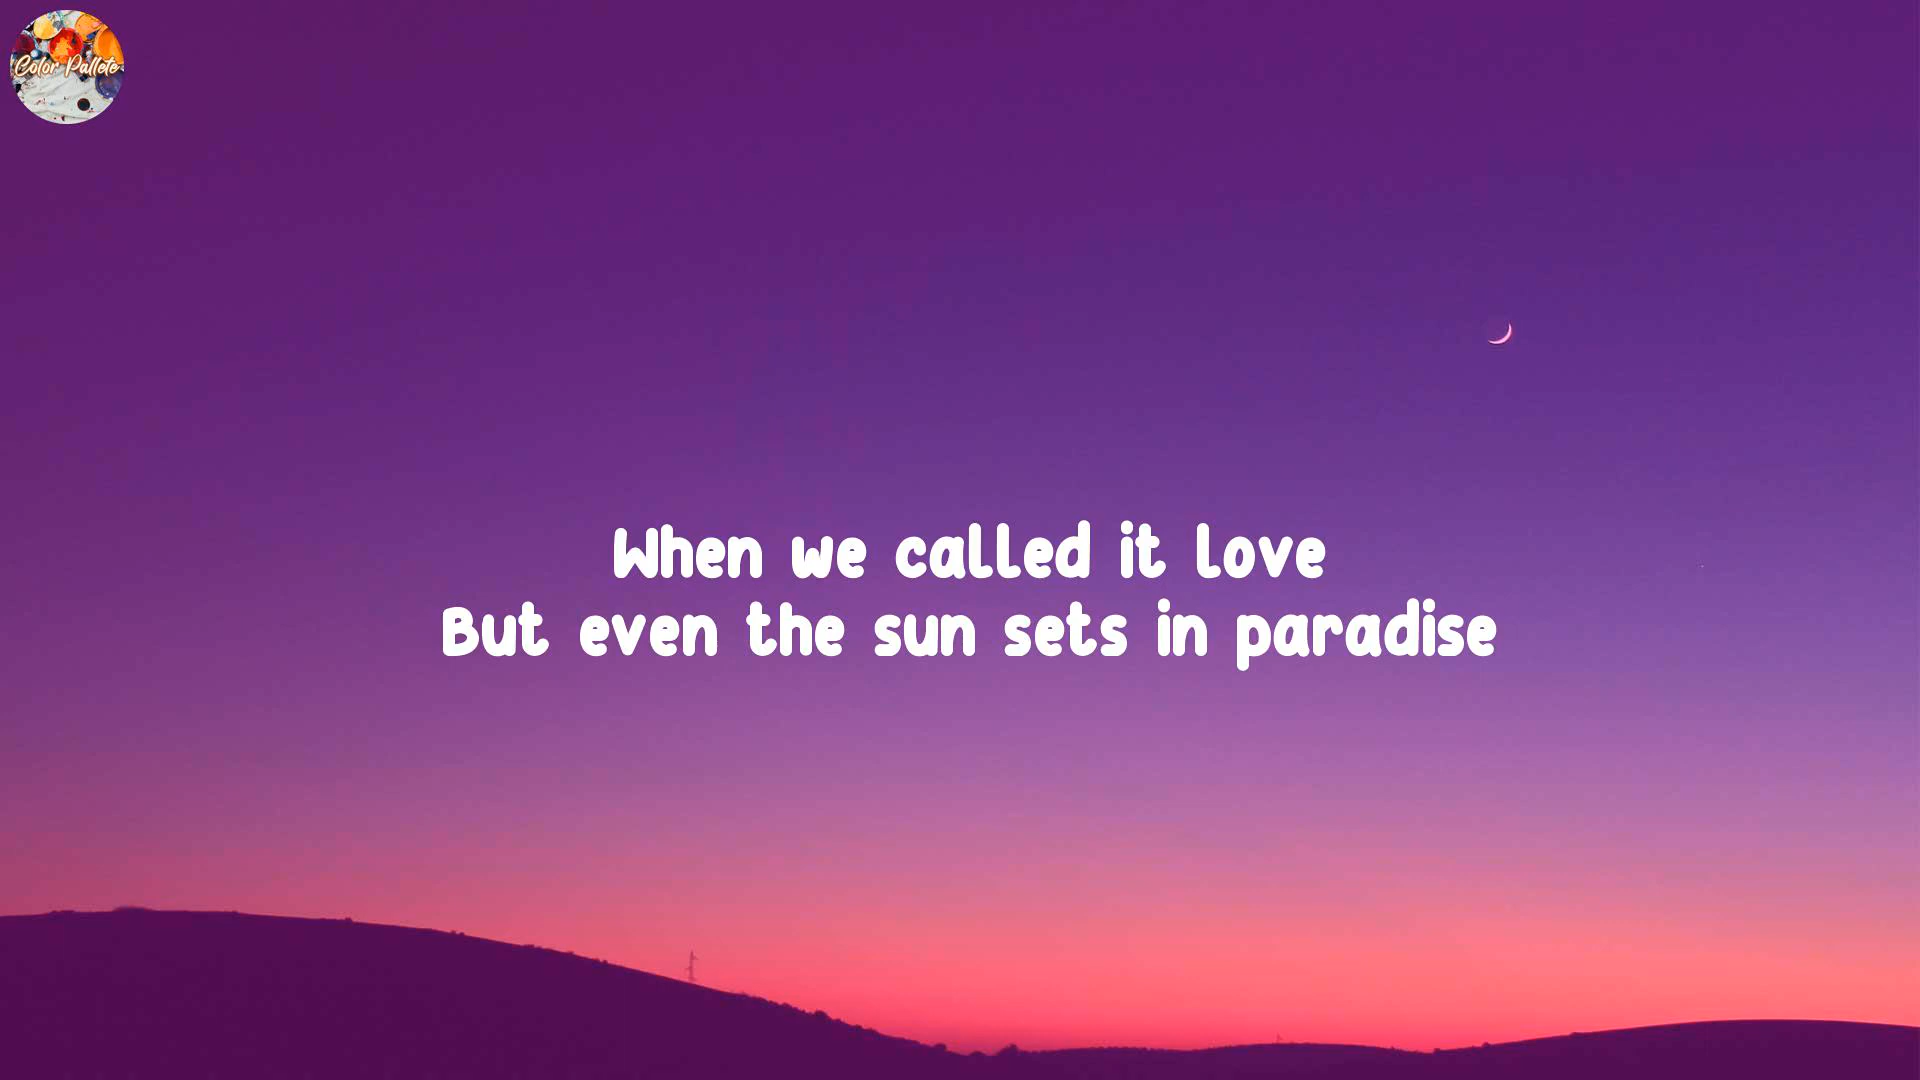 Color Pallete
When we called it love
But even the sun sets in paradise